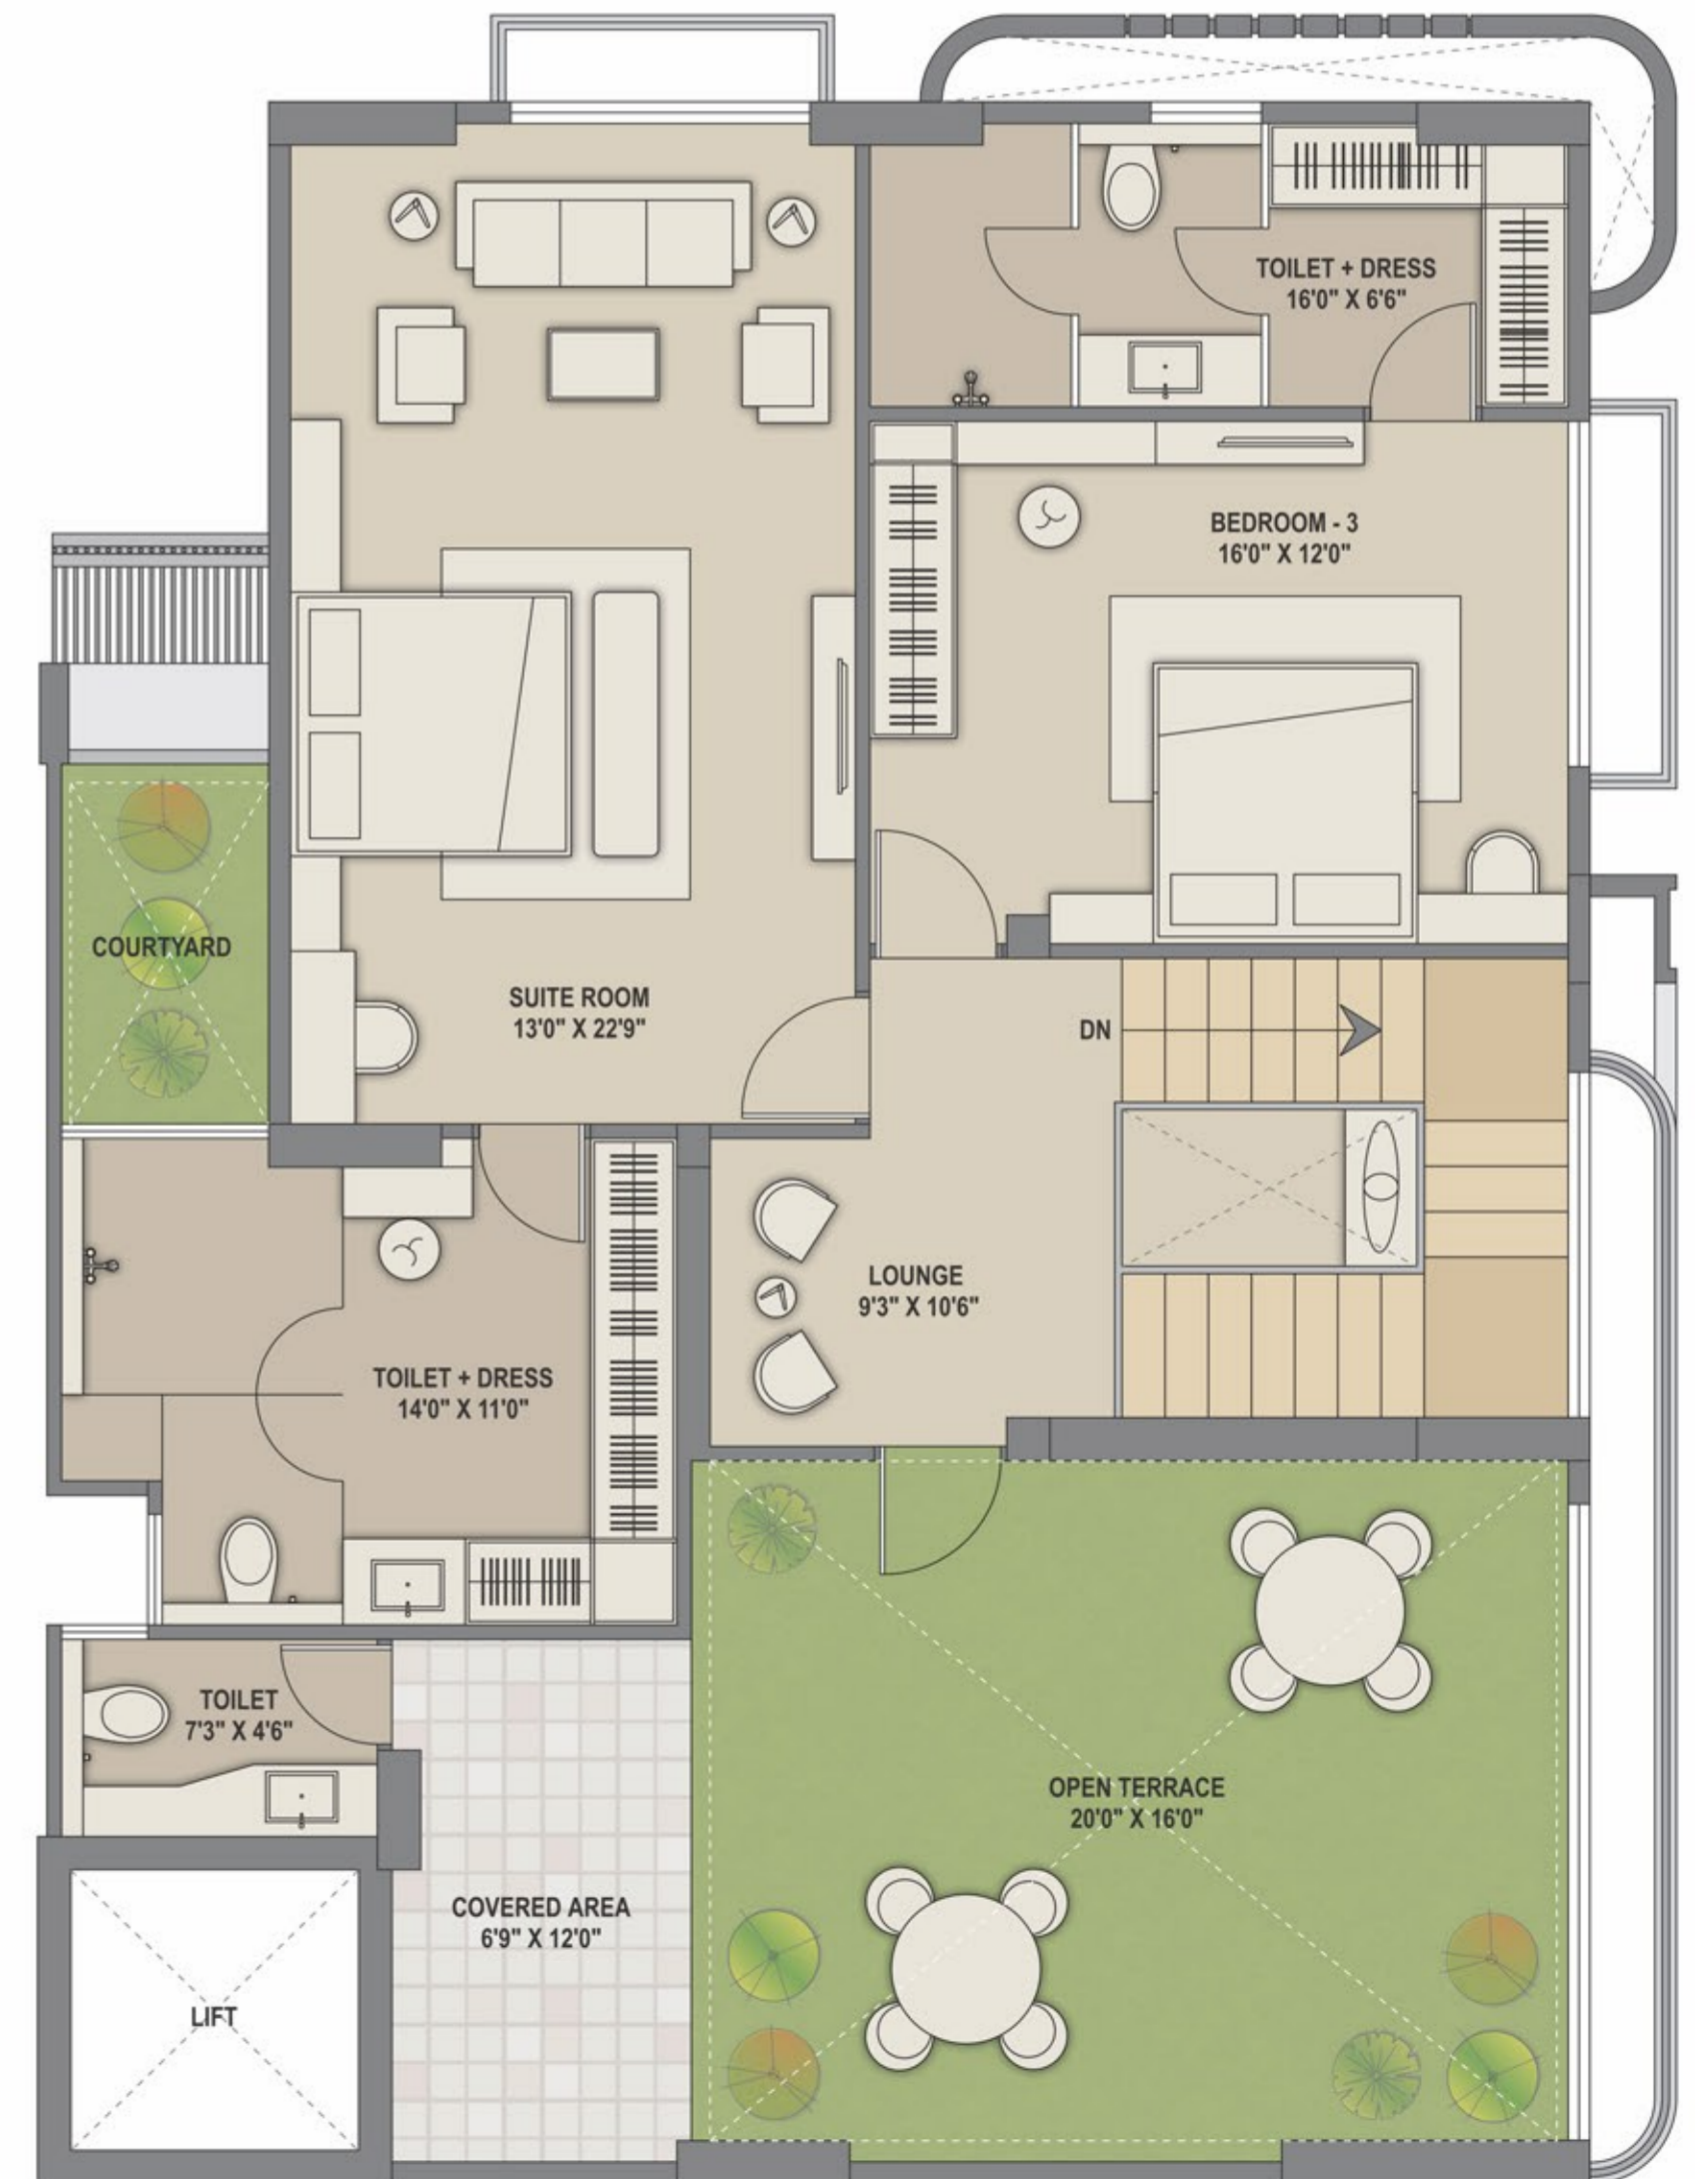 TOILET + DRESS
16'0" X 6'6"
BEDROOM - 3
16'0" X 12'0"
COURTYARD
SUITE ROOM
13'0" X 22'9"
DN
LOUNGE
9'3" X 10'6"
TOILET + DRESS
14'0" X 11'0"
TOILET
7'3" X 4'6"
OPEN TERRACE
20'0" X 16'0"
COVERED AREA
6'9" X 12'0"
LIFT